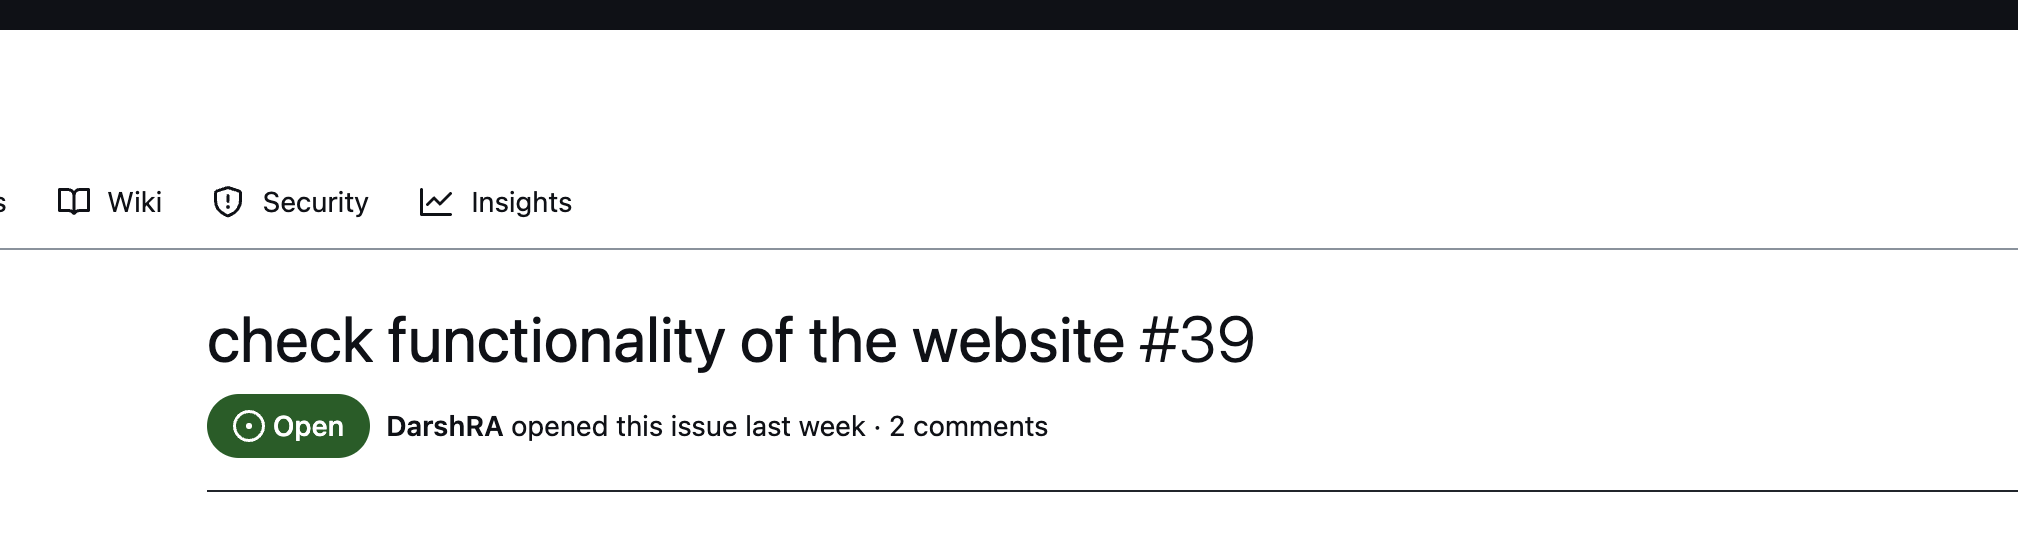 s Wiki Security Insights
check functionality of the website #39
Open DarshRA opened this issue last week · 2 comments